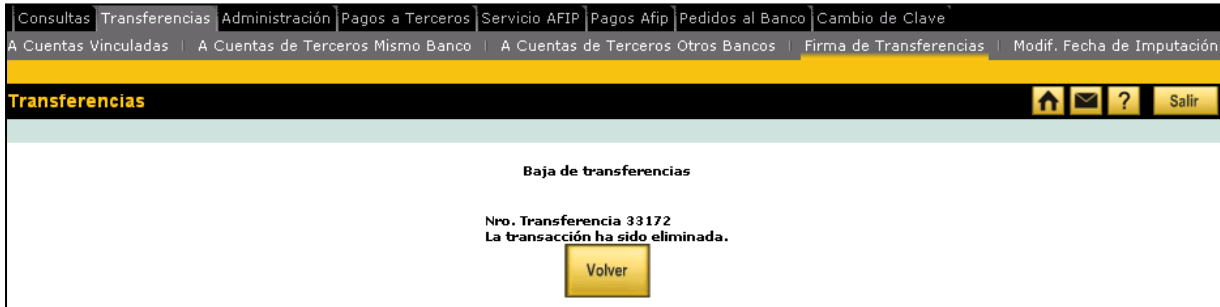 Consultas Transferencias Administración Pagos a Terceros Servicio AFIP Pagos Afip Pedidos al Banco Cambio de Clave
A Cuentas Vinculadas | A Cuentas de Terceros Mismo Banco | A Cuentas de Terceros Otros Bancos | Firma de Transferencias | Modif. Fecha de Imputación
Transferencias ? Salir
Baja de transferencias
Nro. Transferencia 33172
La transacción ha sido eliminada.
Volver